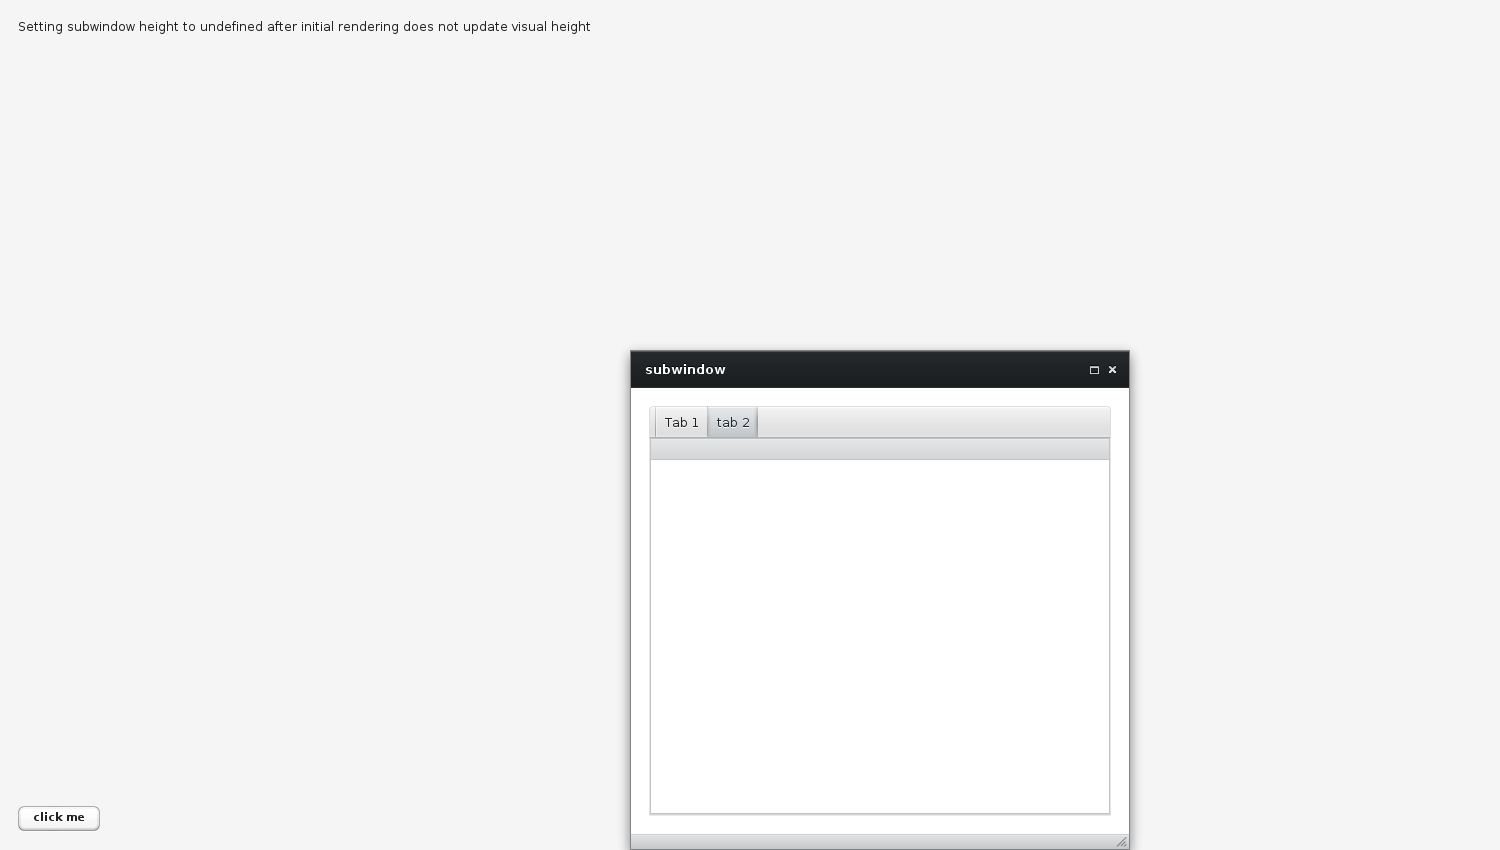 Setting subwindow height to undefined after initial rendering does not update visual height
subwindow
Tab 1 tab 2
click me